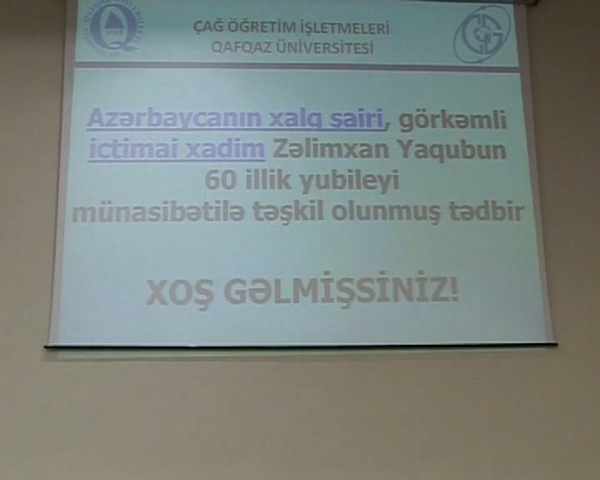 ÇAĞ ÖĞRETİM İŞLETMELERİ
QAFQAZ ÜNİVERSİTESİ
Azərbaycanın xalq şairi, görkəmli
ictimai xadim Zəlimxan Yaqubun
60 illik yubileyi
münasibətilə təşkil olunmuş tədbir
XOŞ GƏLMİŞSİNİZ!